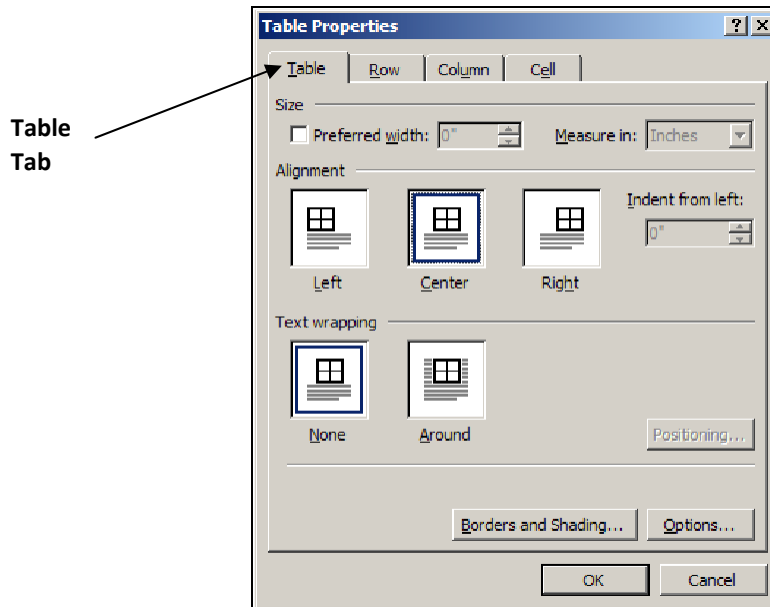 Table Properties
Table Row Column Cell
Size
Preferred width: 0" Measure in: Inches
Table
Tab
Alignment
Indent from left:
0"
Left Center Right
Text wrapping
None Around Positioning...
Borders and Shading... Options...
OK Cancel